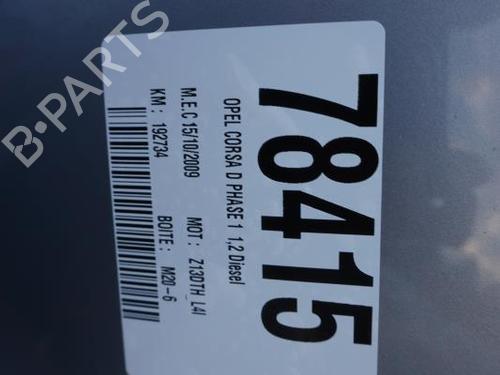 78415
OPEL CORSA D PHASE 1 1,2 Diesel
M.E.C 15/10/2009 MOT: Z13DTH_L4I
KM: 192734 BOITE: M20-6
B-PARTS